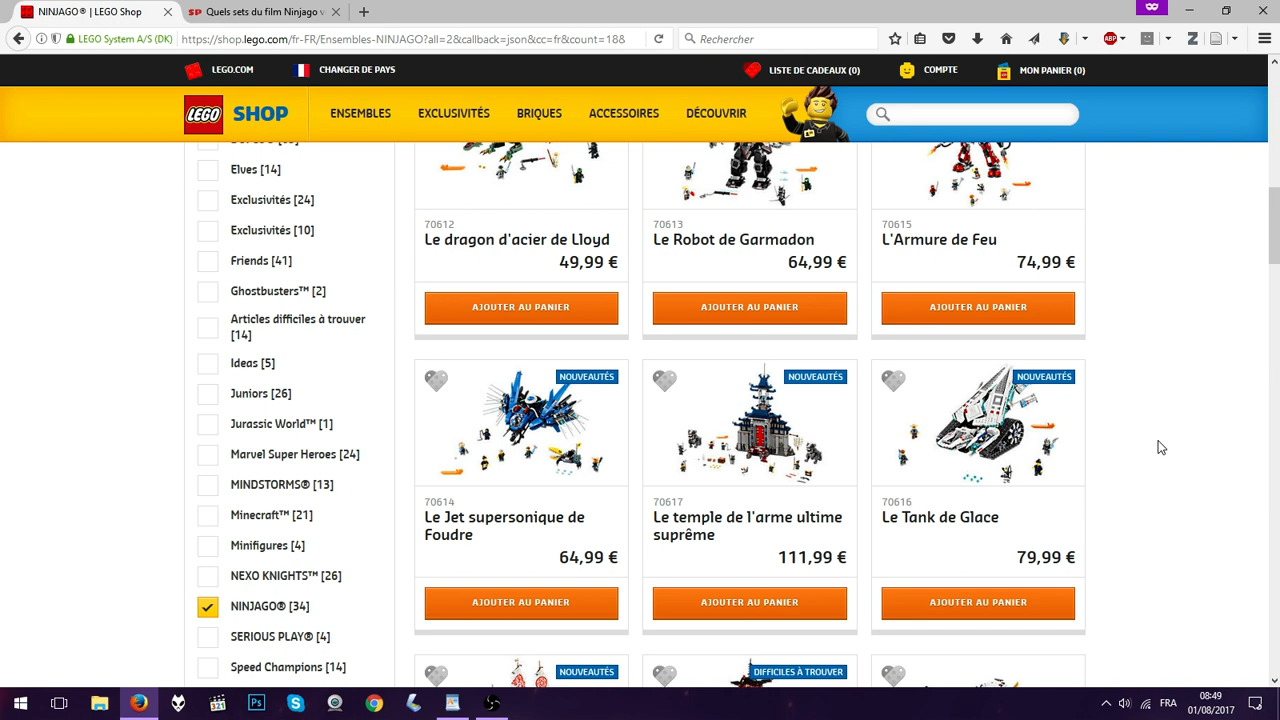 NINJAGO® | LEGO Shop
SP Quels sets du film Ninjago v
LEGO System A/S (DK)
https://shop.lego.com/fr-FR/Ensembles-NINJAGO?all=2&callback=json&cc=fr&count=18&
Rechercher
ABP
LEGO.COM
CHANGER DE PAYS
LISTE DE CADEAUX (0)
COMPTE
MON PANIER (0)
LEGO
SHOP
ENSEMBLES
EXCLUSIVITÉS
BRIQUES
ACCESSOIRES
DÉCOUVRIR
Elves [14]
Exclusivités [24]
Exclusivités [10]
Friends [41]
Ghostbusters™ [2]
Articles difficiles à trouver
[14]
Ideas [5]
Juniors [26]
Jurassic World™ [1]
Marvel Super Heroes [24]
MINDSTORMS® [13]
Minecraft™ [21]
Minifigures [4]
NEXO KNIGHTS™ [26]
NINJAGO® [34]
SERIOUS PLAY® [4]
Speed Champions [14]
70612
Le dragon d'acier de Lloyd
49,99 €
AJOUTER AU PANIER
70613
Le Robot de Garmadon
64,99 €
AJOUTER AU PANIER
70615
L'Armure de Feu
74,99 €
AJOUTER AU PANIER
NOUVEAUTÉS
70614
Le Jet supersonique de
Foudre
64,99 €
AJOUTER AU PANIER
NOUVEAUTÉS
70617
Le temple de l'arme ultime
suprême
111,99 €
AJOUTER AU PANIER
NOUVEAUTÉS
70616
Le Tank de Glace
79,99 €
AJOUTER AU PANIER
NOUVEAUTÉS
DIFFICILES À TROUVER
321
Ps
FRA
08:49
01/08/2017